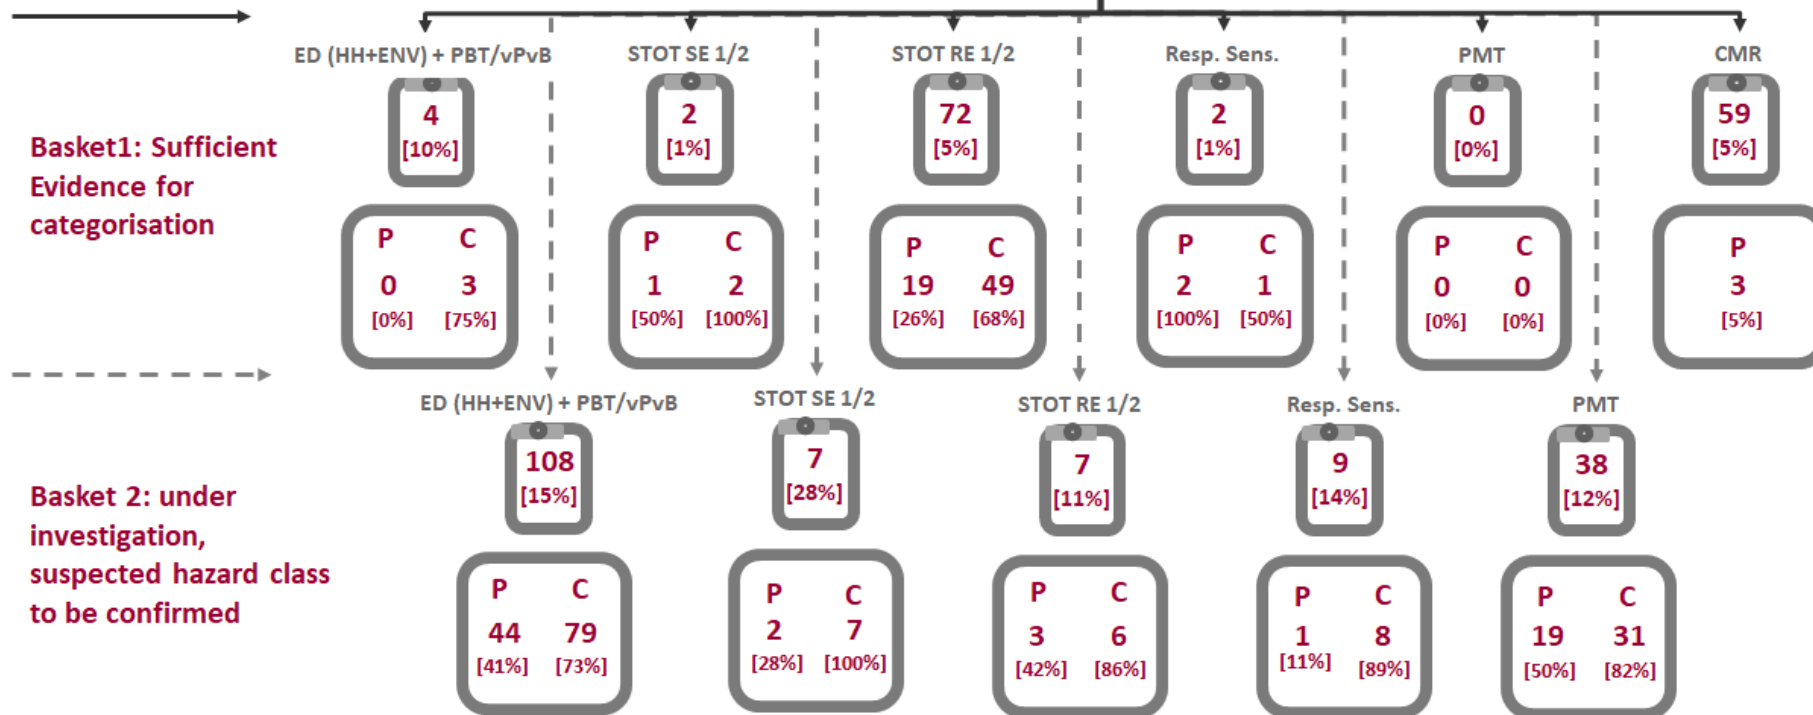 ED (HH+ENV) + PBT/vPvB
STOT SE 1/2
STOT RE 1/2
Resp. Sens.
PMT
CMR
Basket1: Sufficient
Evidence for
categorisation
4
[10%]
2
[1%]
72
[5%]
2
[1%]
0
[0%]
59
[5%]
P C
0 3
[0%] [75%]
P C
1 2
[50%] [100%]
P C
19 49
[26%] [68%]
P C
2 1
[100%] [50%]
P C
0 0
[0%] [0%]
P
3
[5%]
ED (HH+ENV) + PBT/vPvB
STOT SE 1/2
STOT RE 1/2
Resp. Sens.
PMT
Basket 2: under
investigation,
suspected hazard class
to be confirmed
108
[15%]
7
[28%]
7
[11%]
9
[14%]
38
[12%]
P C
44 79
[41%] [73%]
P C
2 7
[28%] [100%]
P C
3 6
[42%] [86%]
P C
1 8
[11%] [89%]
P C
19 31
[50%] [82%]